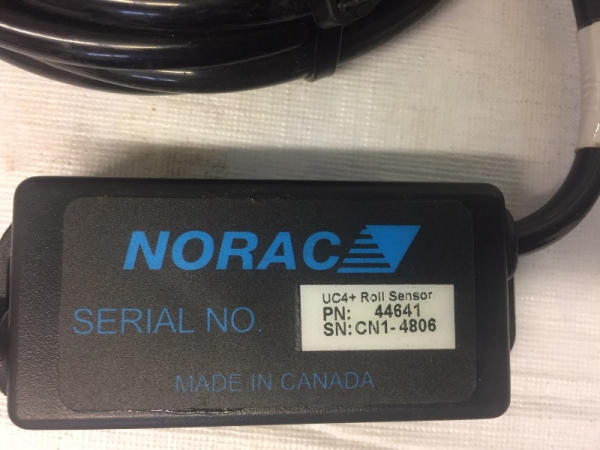 NORAC
SERIAL NO.
UC4+ Roll Sensor
PN: 44641
SN: CN1-4806
MADE IN CANADA